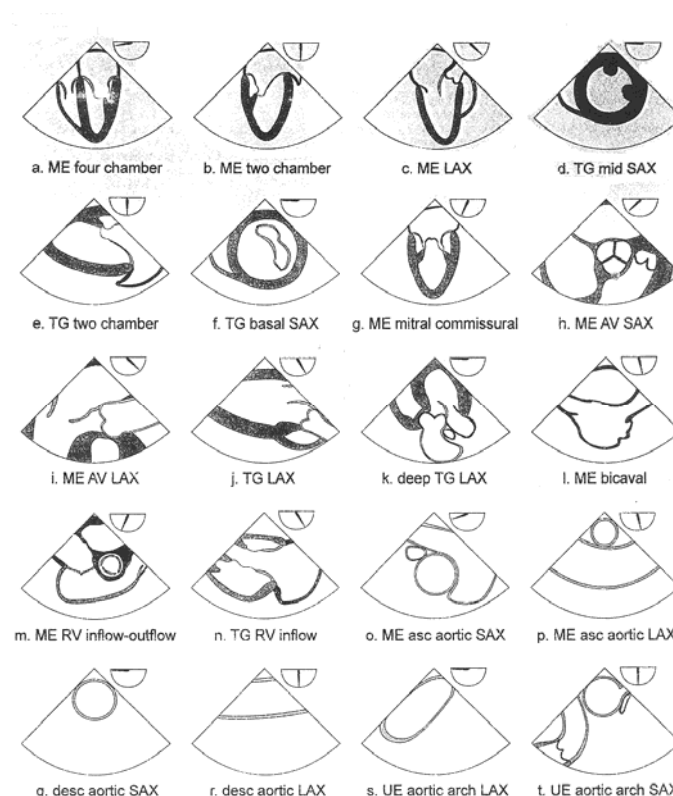 a. ME four chamber
b. ME two chamber
c. ME LAX
d. TG mid SAX
e. TG two chamber
f. TG basal SAX
g. ME mitral commissural
h. ME AV SAX
i. ME AV LAX
j. TG LAX
k. deep TG LAX
l. ME bicaval
m. ME RV inflow-outflow
n. TG RV inflow
o. ME asc aortic SAX
p. ME asc aortic LAX
q. desc aortic SAX
r. desc aortic LAX
s. UE aortic arch LAX
t. UE aortic arch SAX